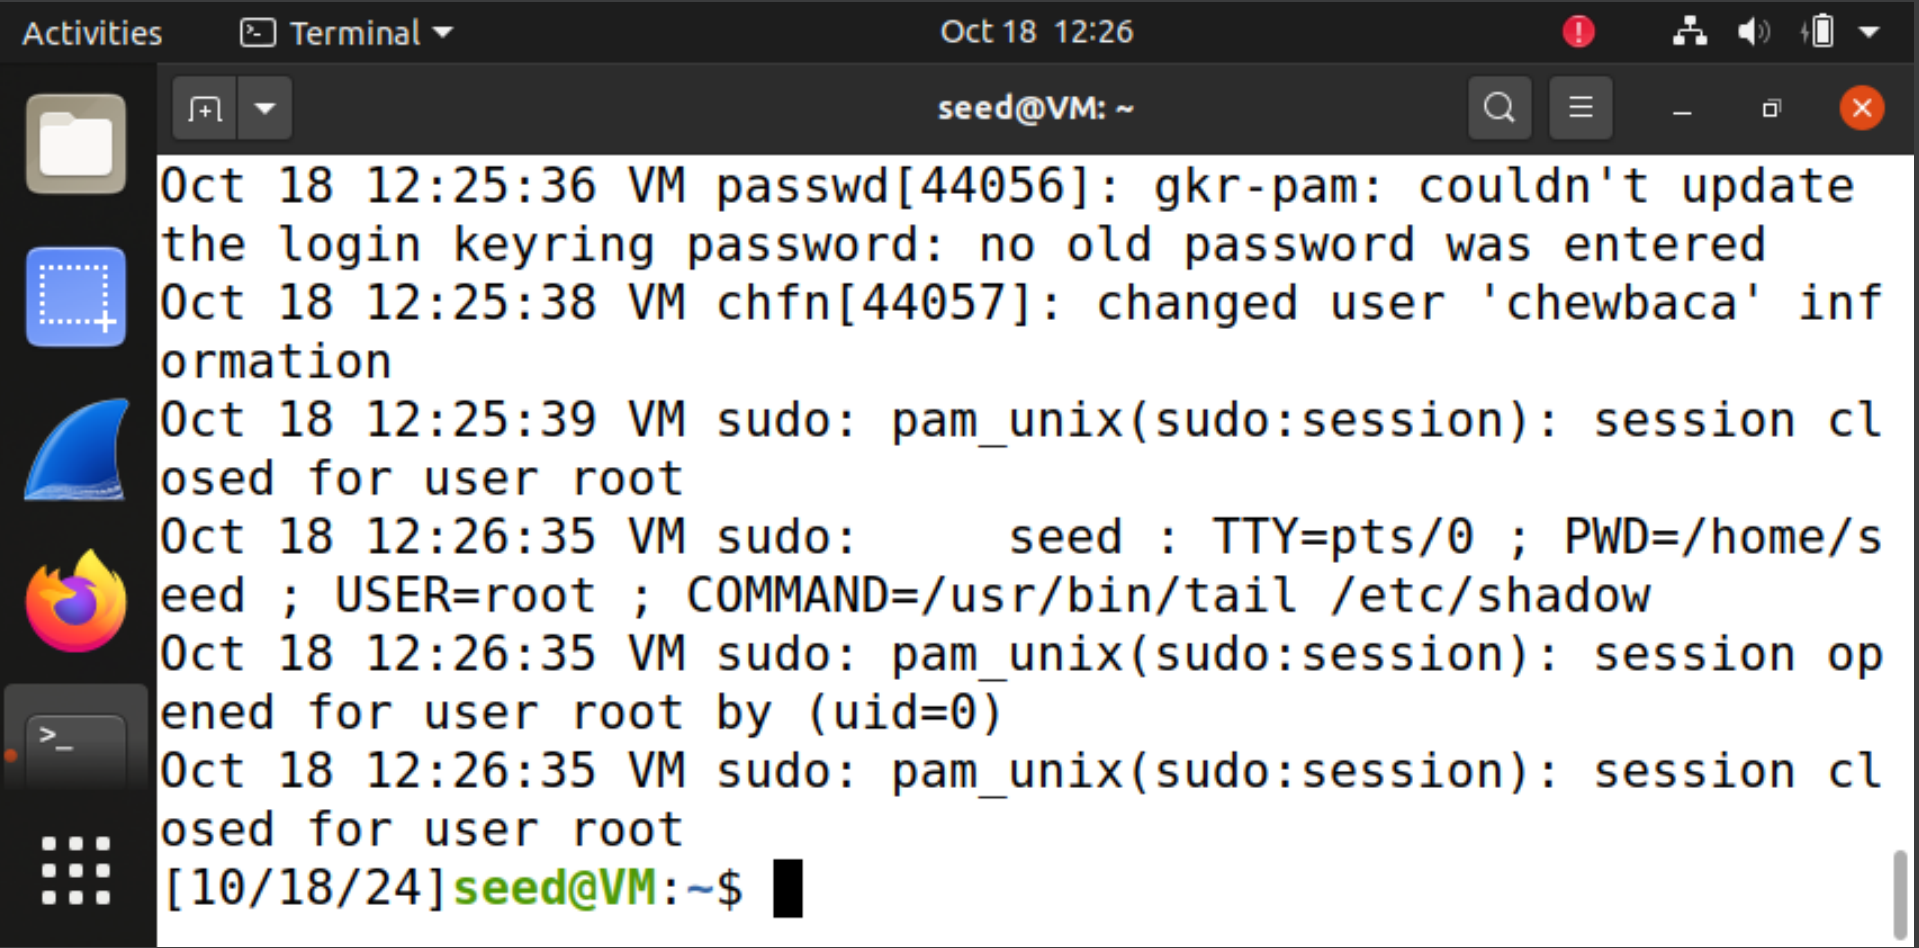 Activities Terminal Oct 18 12:26
seed@VM: ~
Oct 18 12:25:36 VM passwd[44056]: gkr-pam: couldn't update
the login keyring password: no old password was entered
Oct 18 12:25:38 VM chfn[44057]: changed user 'chewbaca' inf
ormation
Oct 18 12:25:39 VM sudo: pam_unix(sudo:session): session cl
osed for user root
Oct 18 12:26:35 VM sudo:     seed : TTY=pts/0 ; PWD=/home/s
eed ; USER=root ; COMMAND=/usr/bin/tail /etc/shadow
Oct 18 12:26:35 VM sudo: pam_unix(sudo:session): session op
ened for user root by (uid=0)
Oct 18 12:26:35 VM sudo: pam_unix(sudo:session): session cl
osed for user root
[10/18/24]seed@VM:~$